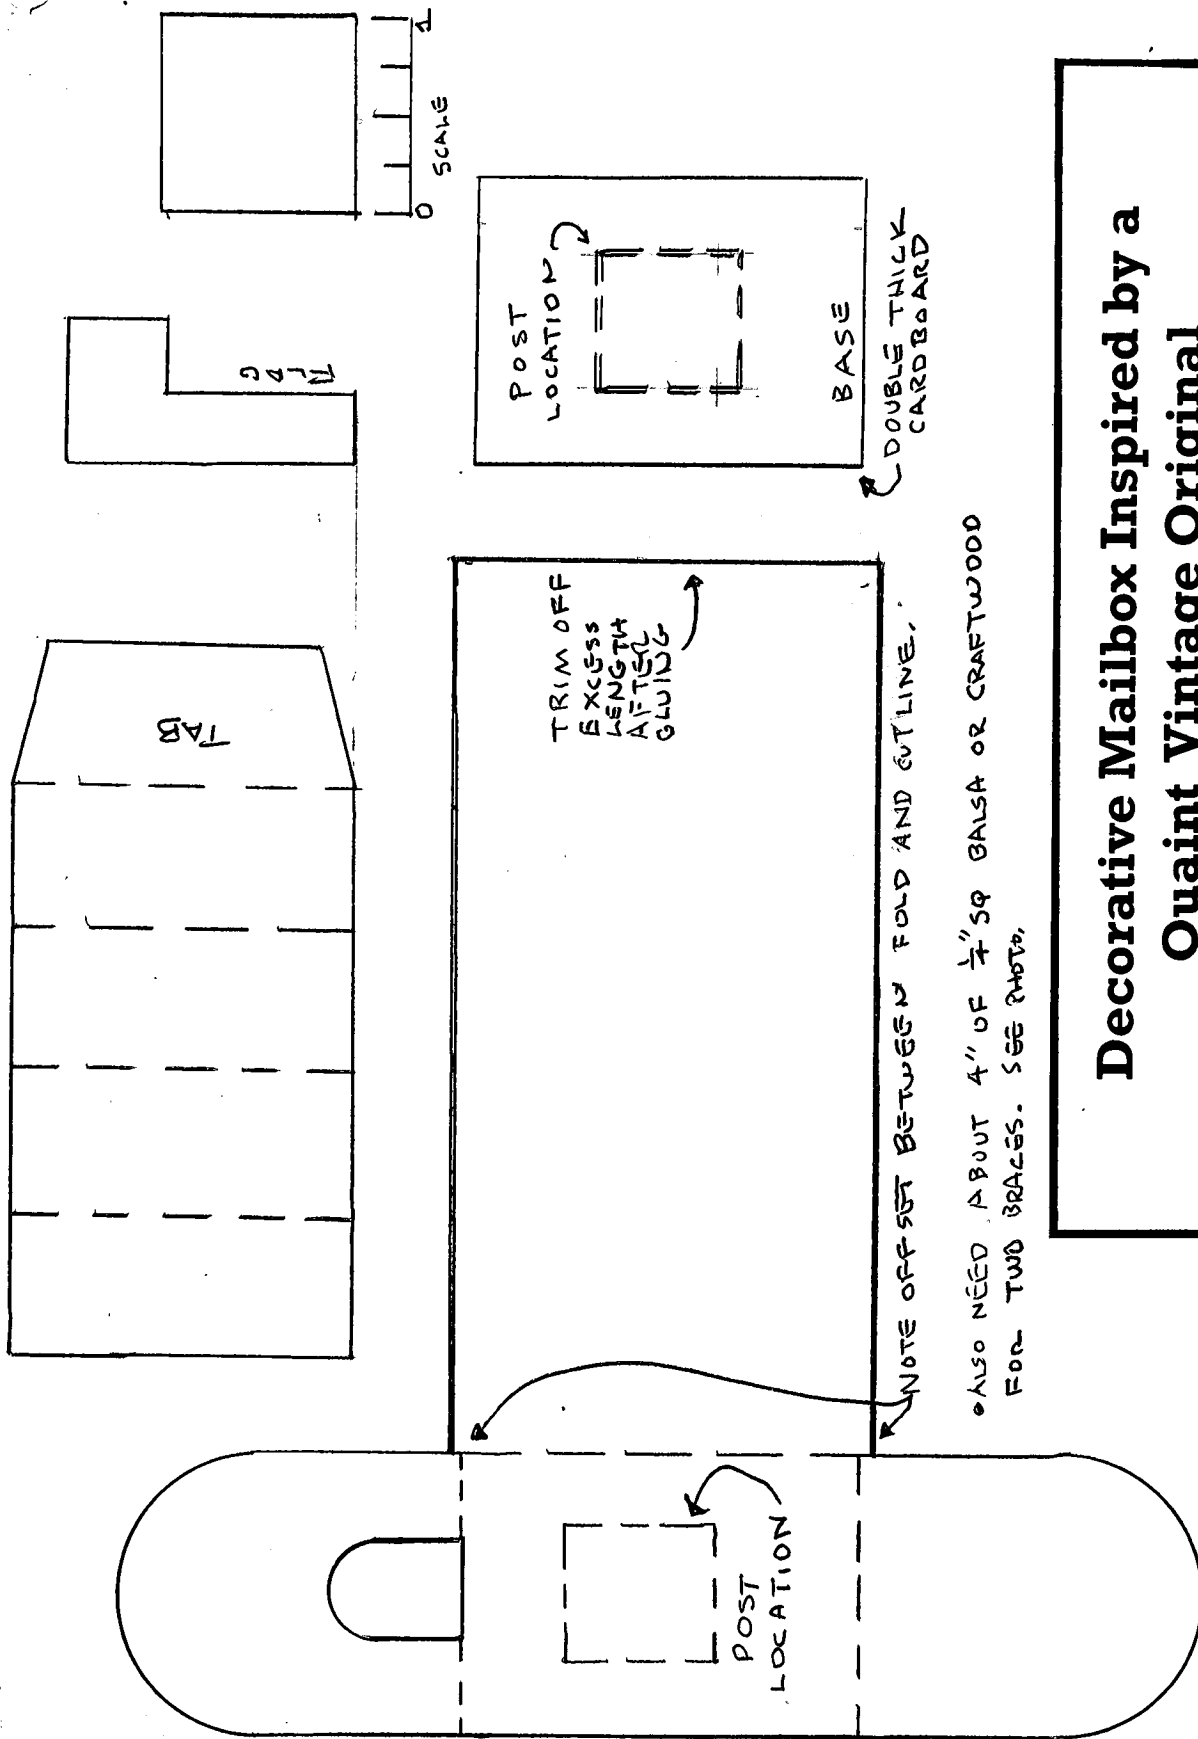 TAB
FLAG
0
1
SCALE
POST
LOCATION
BASE
DOUBLE THICK
CARDBOARD
TRIM OFF
EXCESS
LENGTH
AFTER
GLUING
POST
LOCATION
NOTE OFFSET BETWEEN FOLD AND CUTLINE.
• ALSO NEED ABOUT 4" OF 1/4" SQ BALSA OR CRAFTWOOD
FOR TWO BRACES. SEE PHOTO.
Decorative Mailbox Inspired by a
Quaint Vintage Original